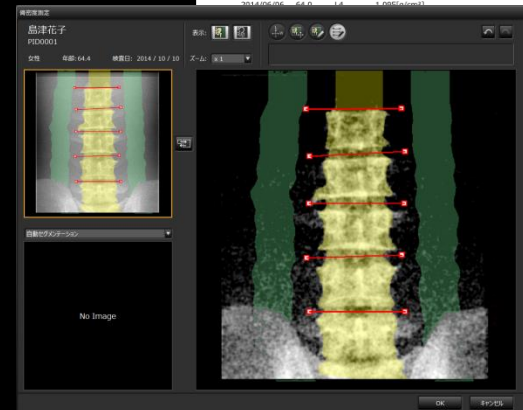 2014/06/06 64.0 L4 1.095[g/cm²]
骨密度測定
島津花子
PID0001
女性 年齢: 64.4 検査日: 2014 / 10 / 10
表示:
ズーム: x 1
自動セグメンテーション
No Image
OK
キャンセル